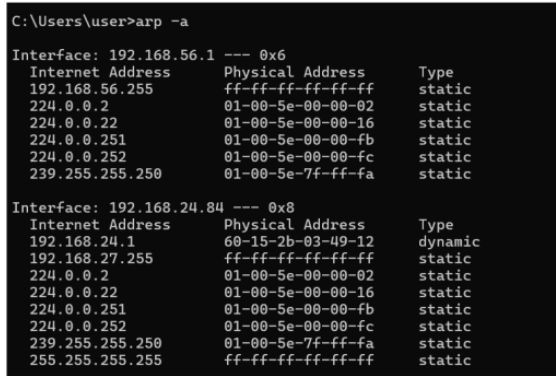 C:\Users\user>arp -a
Interface: 192.168.56.1 --- 0x6
Internet Address Physical Address Type
192.168.56.255 ff-ff-ff-ff-ff-ff static
224.0.0.2 01-00-5e-00-00-02 static
224.0.0.22 01-00-5e-00-00-16 static
224.0.0.251 01-00-5e-00-00-fb static
224.0.0.252 01-00-5e-00-00-fc static
239.255.255.250 01-00-5e-7f-ff-fa static
Interface: 192.168.24.84 --- 0x8
Internet Address Physical Address Type
192.168.24.1 60-15-2b-03-49-12 dynamic
192.168.27.255 ff-ff-ff-ff-ff-ff static
224.0.0.2 01-00-5e-00-00-02 static
224.0.0.22 01-00-5e-00-00-16 static
224.0.0.251 01-00-5e-00-00-fb static
224.0.0.252 01-00-5e-00-00-fc static
239.255.255.250 01-00-5e-7f-ff-fa static
255.255.255.255 ff-ff-ff-ff-ff-ff static